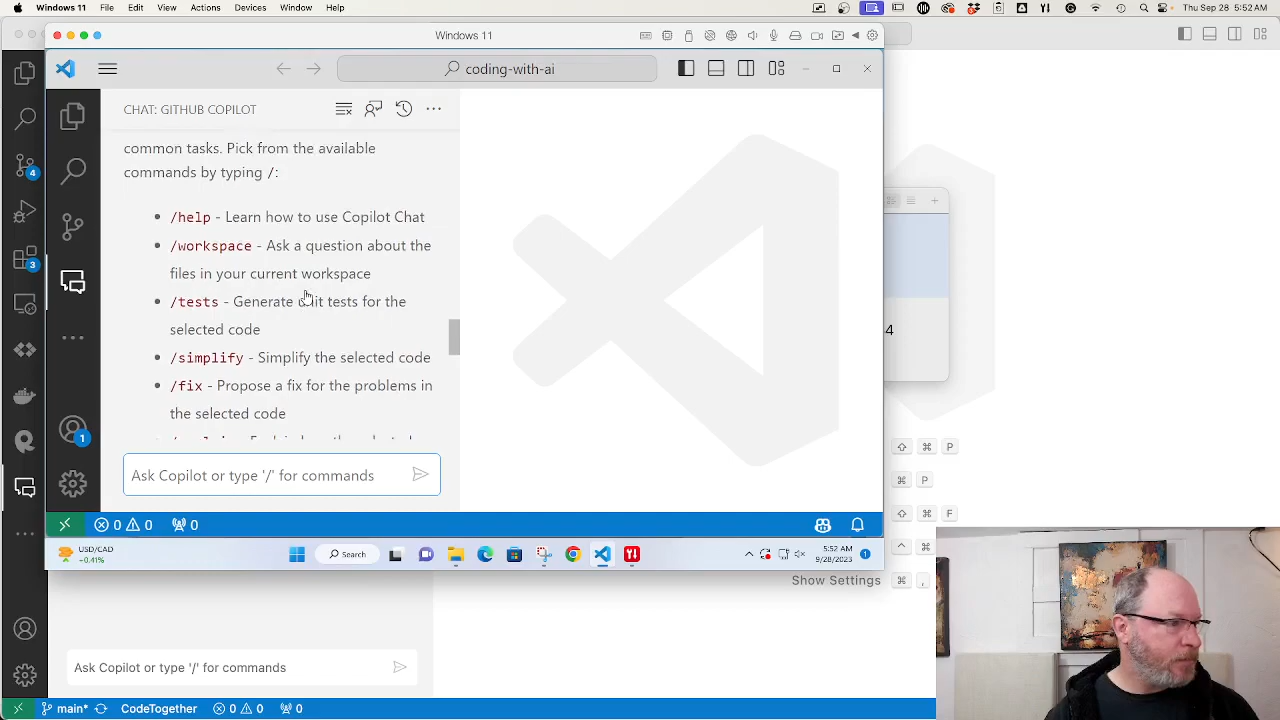 Windows 11 File Edit View Actions Devices Window Help Thu Sep 28 5:52 AM
Windows 11
coding-with-ai
CHAT: GITHUB COPILOT
common tasks. Pick from the available
commands by typing /:
/help - Learn how to use Copilot Chat
/workspace - Ask a question about the
files in your current workspace
/tests - Generate unit tests for the
selected code
/simplify - Simplify the selected code
/fix - Propose a fix for the problems in
the selected code
Ask Copilot or type '/' for commands
0 0 0
USD/CAD
+0.41%
Search
5:52 AM
9/28/2023
1
4
3
1
4
P
P
F
,
Show Settings
Ask Copilot or type '/' for commands
main* CodeTogether 0 0 0